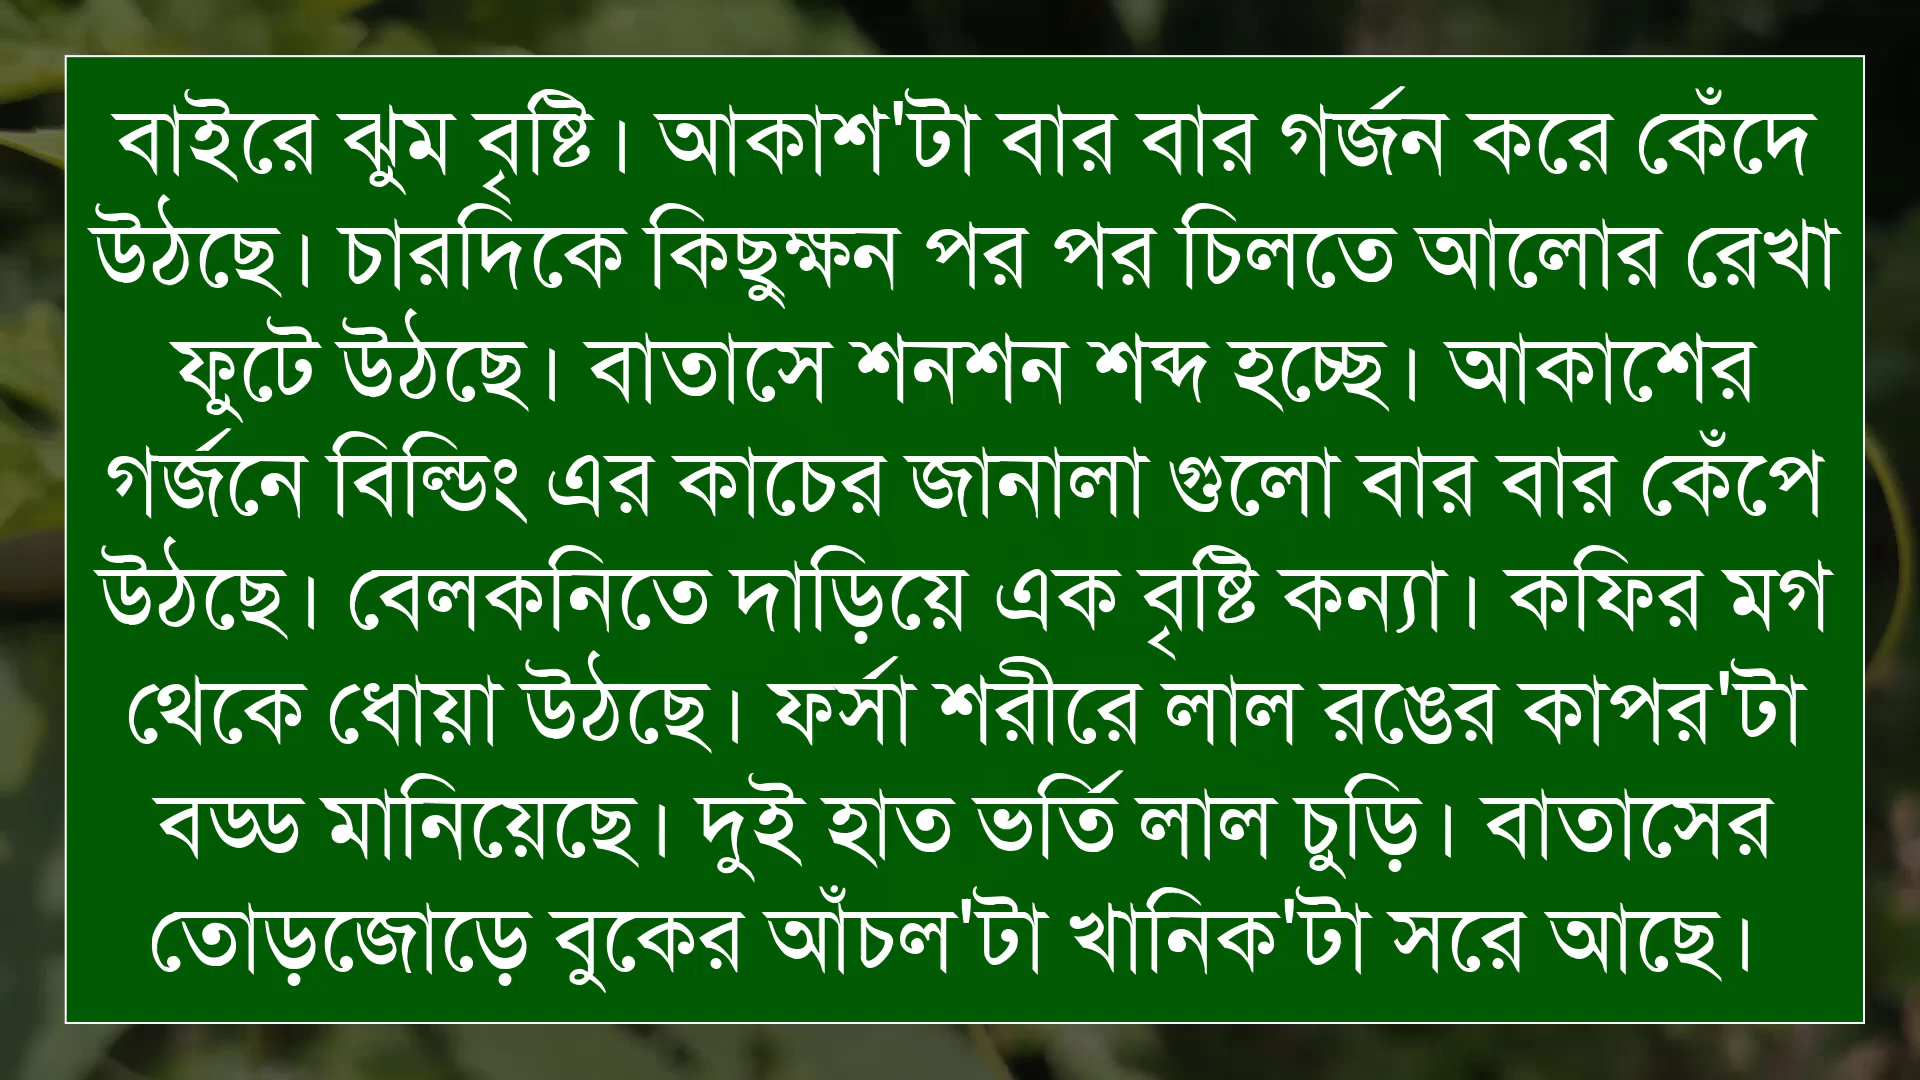 বাইরে ঝুম বৃষ্টি। আকাশ'টা বার বার গর্জন করে কেঁদে
উঠছে। চারদিকে কিছুক্ষন পর পর চিলতে আলোর রেখা
ফুটে উঠছে। বাতাসে শনশন শব্দ হচ্ছে। আকাশের
গর্জনে বিল্ডিং এর কাচের জানালা গুলো বার বার কেঁপে
উঠছে। বেলকনিতে দাড়িয়ে এক বৃষ্টি কন্যা। কফির মগ
থেকে ধোয়া উঠছে। ফর্সা শরীরে লাল রঙের কাপর'টা
বড্ড মানিয়েছে। দুই হাত ভর্তি লাল চুড়ি। বাতাসের
তোড়জোড়ে বুকের আঁচল'টা খানিক'টা সরে আছে।